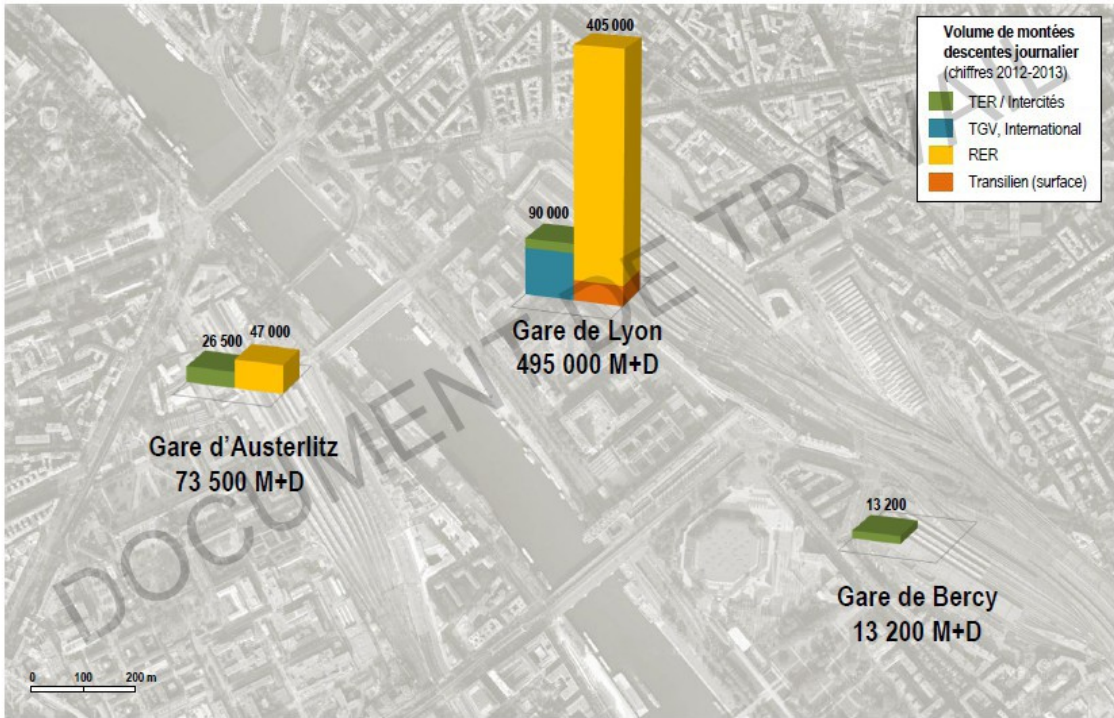 405 000
Volume de montées
descentes journalier
(chiffres 2012-2013)
TER / Intercités
TGV, International
RER
Transilien (surface)
90 000
Gare de Lyon
495 000 M+D
26 500
47 000
Gare d'Austerlitz
73 500 M+D
13 200
Gare de Bercy
13 200 M+D
0 100 200 m
DOCUMENT DE TRAVAIL